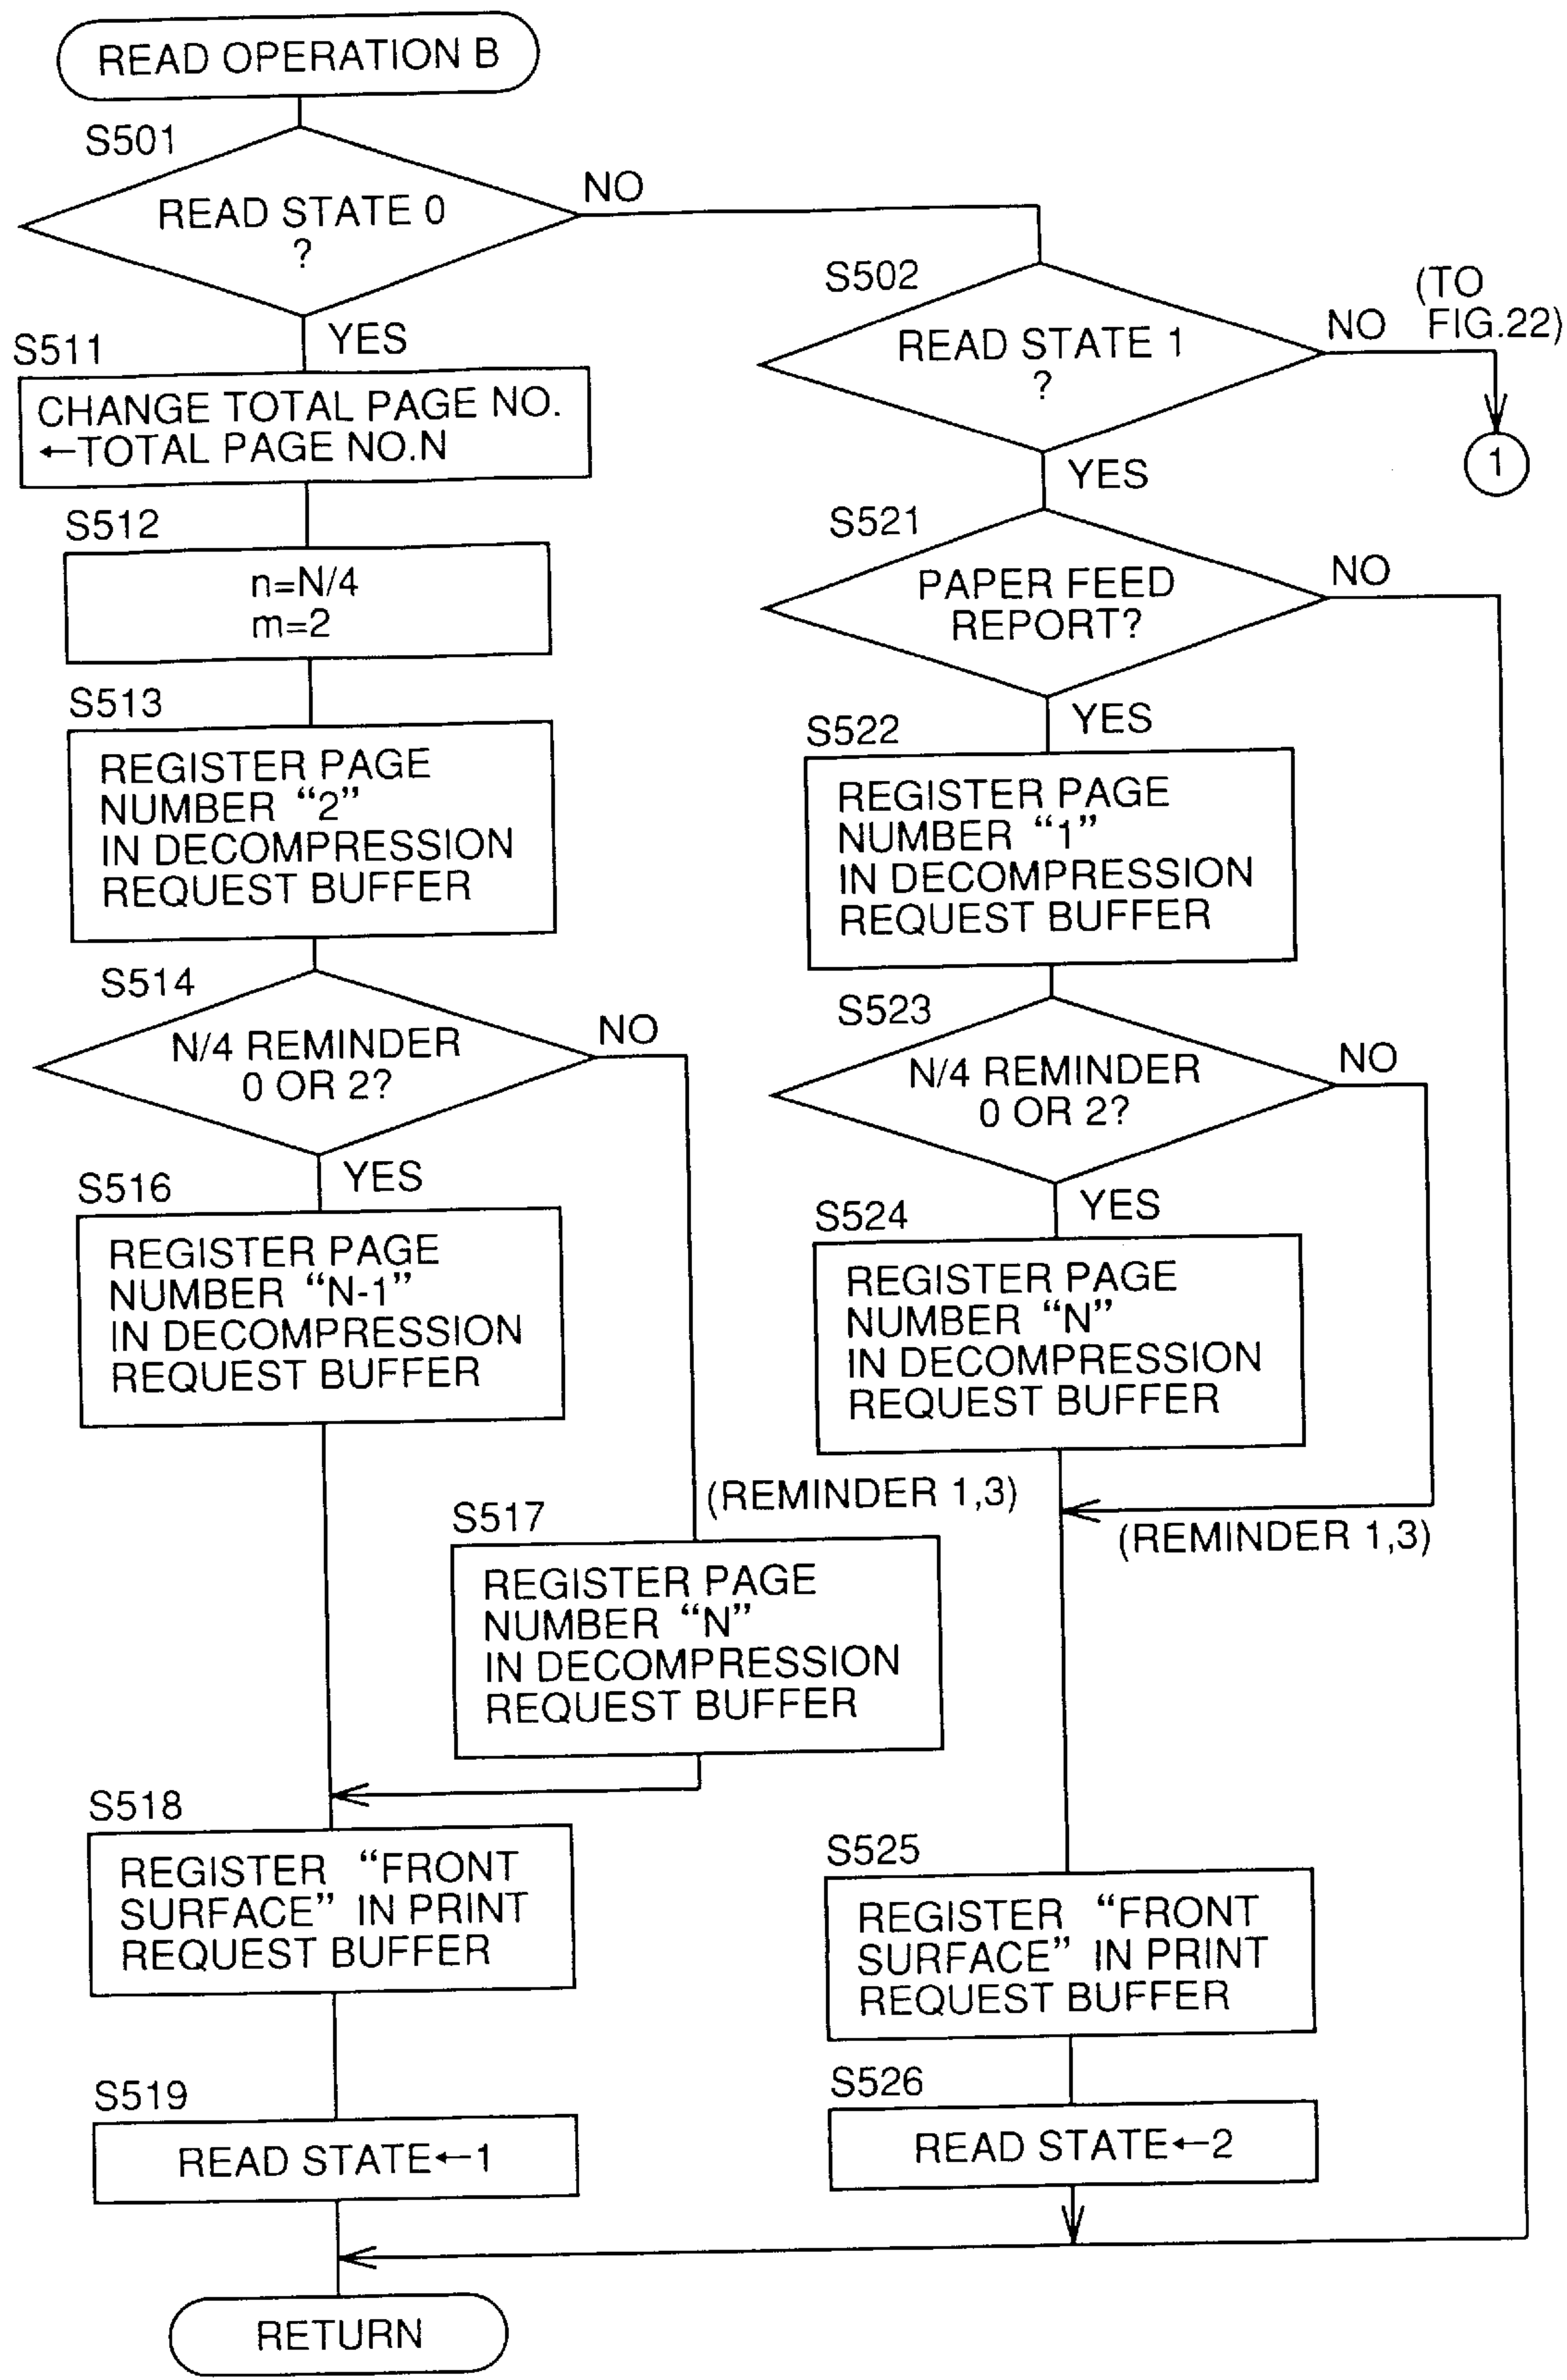 READ OPERATION B
S501
READ STATE 0
?
NO
YES
S511
CHANGE TOTAL PAGE NO.
←TOTAL PAGE NO.N
S512
n=N/4
m=2
S513
REGISTER PAGE
NUMBER “2”
IN DECOMPRESSION
REQUEST BUFFER
S514
N/4 REMINDER
0 OR 2?
NO
YES
S516
REGISTER PAGE
NUMBER “N-1”
IN DECOMPRESSION
REQUEST BUFFER
(REMINDER 1,3)
S517
REGISTER PAGE
NUMBER “N”
IN DECOMPRESSION
REQUEST BUFFER
S518
REGISTER “FRONT
SURFACE” IN PRINT
REQUEST BUFFER
S519
READ STATE←1
RETURN
S502
READ STATE 1
?
NO
(TO
FIG.22)
1
YES
S521
PAPER FEED
REPORT?
NO
YES
S522
REGISTER PAGE
NUMBER “1”
IN DECOMPRESSION
REQUEST BUFFER
S523
N/4 REMINDER
0 OR 2?
NO
YES
S524
REGISTER PAGE
NUMBER “N”
IN DECOMPRESSION
REQUEST BUFFER
(REMINDER 1,3)
S525
REGISTER “FRONT
SURFACE” IN PRINT
REQUEST BUFFER
S526
READ STATE←2